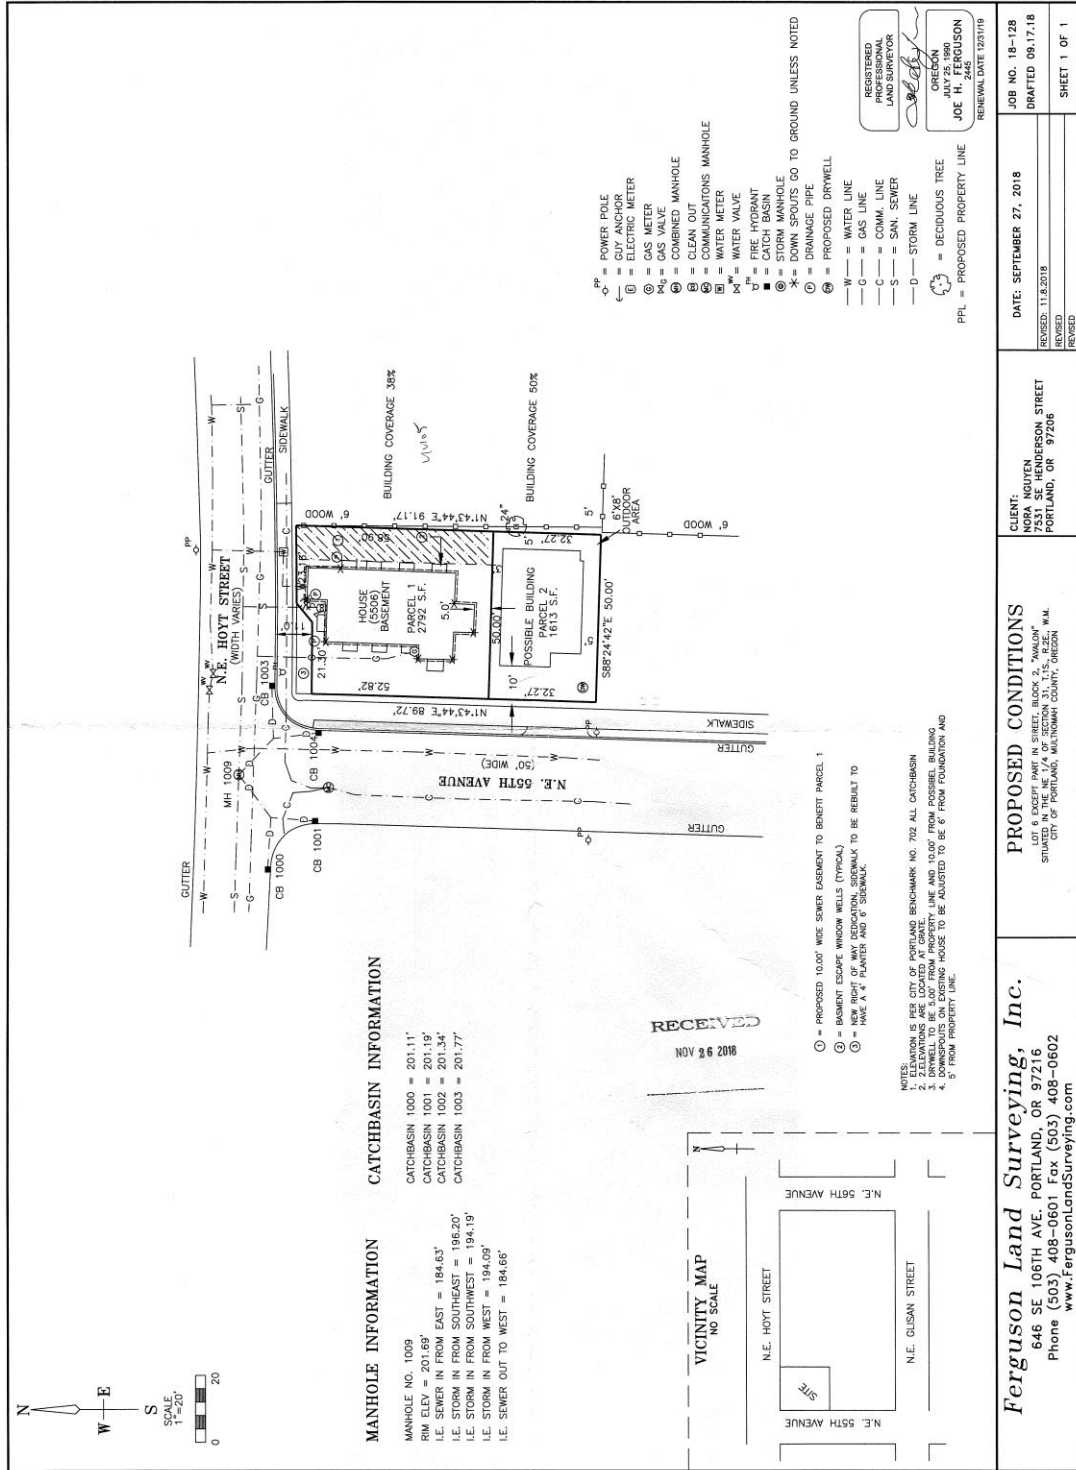 N
W
E
S
SCALE
1"=20'
0
20
MANHOLE INFORMATION
MANHOLE NO. 1009
RIM ELEV = 201.69'
I.E. SEWER IN FROM EAST = 184.63'
I.E. STORM IN FROM SOUTHEAST = 196.20'
I.E. STORM IN FROM SOUTHWEST = 194.19'
I.E. STORM IN FROM WEST = 194.09'
I.E. SEWER OUT TO WEST = 184.66'
CATCHBASIN INFORMATION
CATCHBASIN 1000 = 201.11'
CATCHBASIN 1001 = 201.19'
CATCHBASIN 1002 = 201.34'
CATCHBASIN 1003 = 201.77'
GUTTER
CB 1000
CB 1001
MH 1009
CB 1004
CB 1003
N.E. HOYT STREET
(WIDTH VARIES)
PP
GUTTER
SIDEWALK
N.E. 55TH AVENUE
(50' WIDE)
GUTTER
GUTTER
SIDEWALK
PP
PP
N1°43'44"E 89.72'
52.82'
32.27'
21.30'
11.0'
HOUSE
(5506)
BASEMENT
PARCEL 1
2792 S.F.
5.0'
58.90'
N1°43'44"E 91.17'
6' WOOD
50.00'
10'
POSSIBLE BUILDING
PARCEL 2
1613 S.F.
5'
5'
5'
32.27'
24"
S88°24'42"E 50.00'
6'X8'
OUTDOOR
AREA
6' WOOD
BUILDING COVERAGE 38%
BUILDING COVERAGE 50%
PP = POWER POLE
= GUY ANCHOR
E = ELECTRIC METER
G = GAS METER
G = GAS VALVE
MH = COMBINED MANHOLE
CO = CLEAN OUT
MC = COMMUNICAITONS MANHOLE
W = WATER METER
WV = WATER VALVE
FH = FIRE HYDRANT
= CATCH BASIN
= STORM MANHOLE
= DOWN SPOUTS GO TO GROUND UNLESS NOTED
P = DRAINAGE PIPE
DW = PROPOSED DRYWELL
W = WATER LINE
G = GAS LINE
C = COMM. LINE
S = SAN. SEWER
D STORM LINE
= DECIDUOUS TREE
PPL = PROPOSED PROPERTY LINE
REGISTERED
PROFESSIONAL
LAND SURVEYOR
OREGON
JULY 25, 1990
JOE H. FERGUSON
2445
RENEWAL DATE 12/31/19
RECEIVED
NOV 26 2018
1 = PROPOSED 10.00' WIDE SEWER EASEMENT TO BENEFIT PARCEL 1
2 = BASMENT ESCAPE WINDOW WELLS (TYPICAL)
3 = NEW RIGHT OF WAY DEDICATION, SIDEWALK TO BE REBUILT TO
HAVE A 4' PLANTER AND 6' SIDEWALK.
NOTES:
1. ELEVATION IS PER CITY OF PORTLAND BENCHMARK NO. 702 ALL CATCHBASIN
2. ELEVATIONS ARE LOCATED AT GRATE.
3. DRYWELL TO BE 5.00' FROM PROPERTY LINE AND 10.00' FROM POSSIBEL BUILDING
4. DOWNSPOUTS ON EXISTING HOUSE TO BE ADJUSTED TO BE 6' FROM FOUNDATION AND
5' FROM PROPERTY LINE.
VICINITY MAP
NO SCALE
N
N.E. HOYT STREET
SITE
N.E. 55TH AVENUE
N.E. 56TH AVENUE
N.E. GLISAN STREET
Ferguson Land Surveying, Inc.
646 SE 106TH AVE. PORTLAND, OR 97216
Phone (503) 408-0601 Fax (503) 408-0602
www.FergusonLandSurveying.com
PROPOSED CONDITIONS
LOT 6 EXCEPT PART IN STREET, BLOCK 2, "AVALON"
SITUATED IN THE NE 1/4 OF SECTION 31, T.1S., R.2E., W.M.
CITY OF PORTLAND, MULTNOMAH COUNTY, OREGON
CLIENT:
NORA NGUYEN
7531 SE HENDERSON STREET
PORTLAND, OR 97206
DATE: SEPTEMBER 27, 2018
REVISED: 11.8.2018
REVISED
REVISED
JOB NO. 18-128
DRAFTED 09.17.18
SHEET 1 OF 1